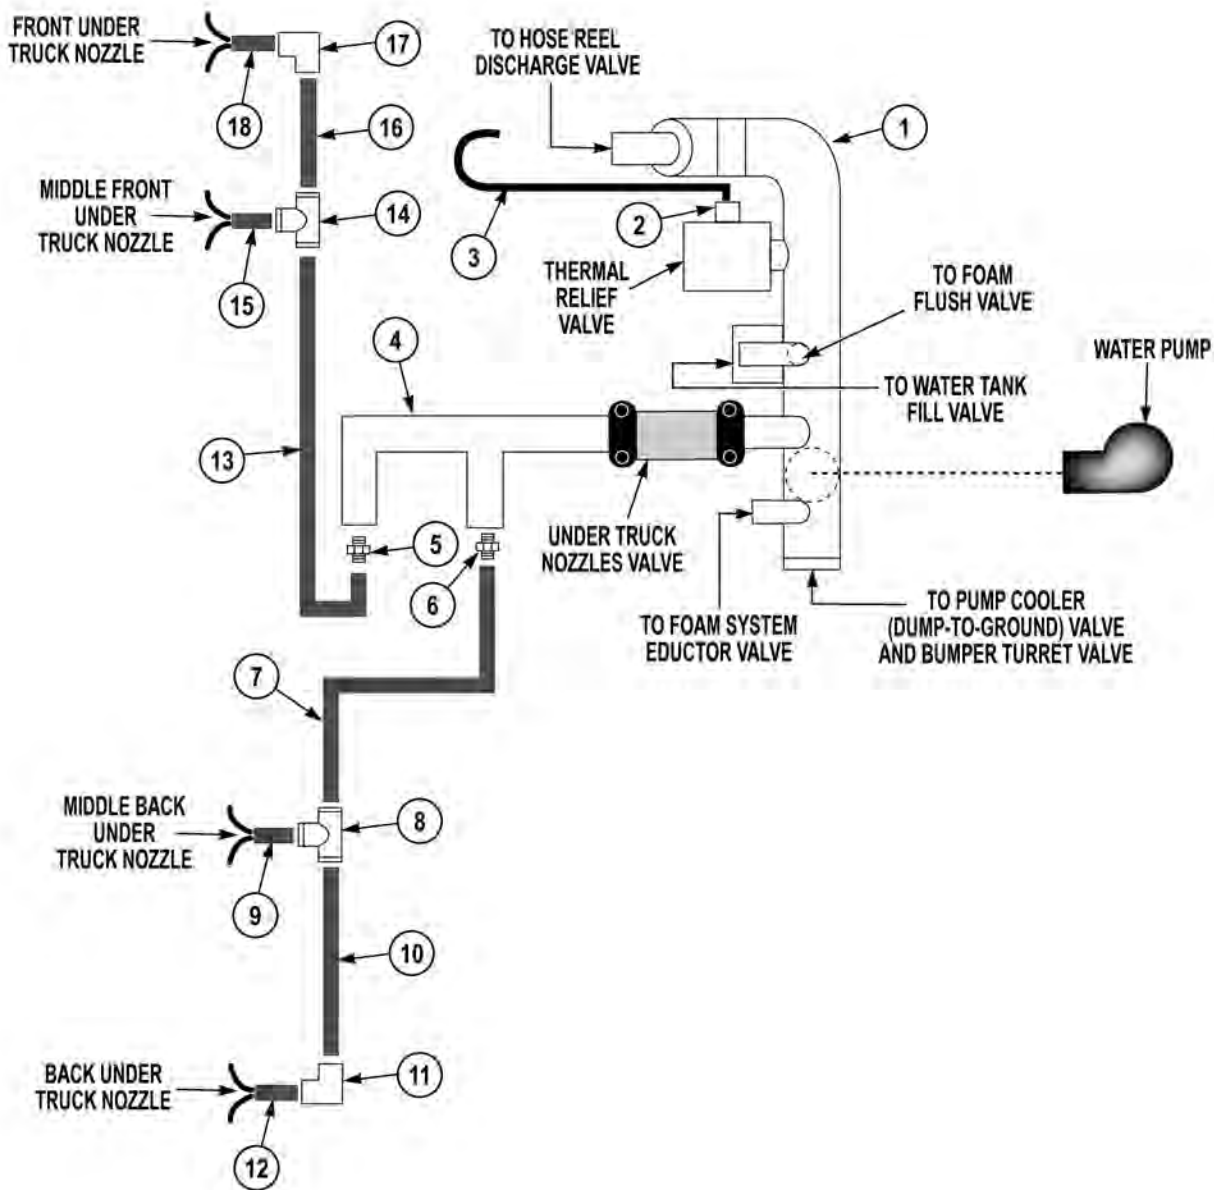 FRONT UNDER
TRUCK NOZZLE
17
TO HOSE REEL
DISCHARGE VALVE
18
16
1
MIDDLE FRONT
UNDER
TRUCK NOZZLE
14
2
3
15
THERMAL
RELIEF
VALVE
TO FOAM
FLUSH VALVE
4
WATER PUMP
TO WATER TANK
FILL VALVE
13
5
6
UNDER TRUCK
NOZZLES VALVE
TO FOAM SYSTEM
EDUCTOR VALVE
TO PUMP COOLER
(DUMP-TO-GROUND) VALVE
AND BUMPER TURRET VALVE
7
MIDDLE BACK
UNDER
TRUCK NOZZLE
8
9
10
BACK UNDER
TRUCK NOZZLE
11
12